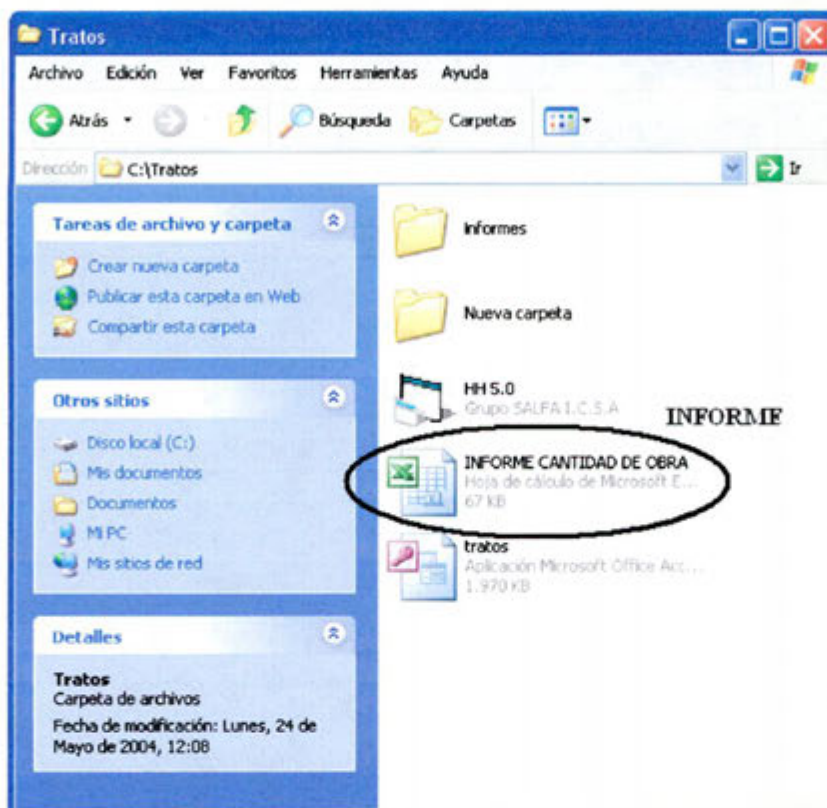 Tratos
Archivo Edición Ver Favoritos Herramientas Ayuda
Atrás Búsqueda Carpetas
Dirección C:\Tratos Ir
Tareas de archivo y carpeta
Crear nueva carpeta
Publicar esta carpeta en Web
Compartir esta carpeta
Otros sitios
Disco local (C:)
Mis documentos
Documentos
Mi PC
Mis sitios de red
Detalles
Tratos
Carpeta de archivos
Fecha de modificación: Lunes, 24 de
Mayo de 2004, 12:08
Informes
Nueva carpeta
HH 5.0
Grupo SALFA I.C.S.A
INFORME
INFORME CANTIDAD DE OBRA
Hoja de cálculo de Microsoft E...
67 KB
tratos
Aplicación Microsoft Office Acc...
1.970 KB